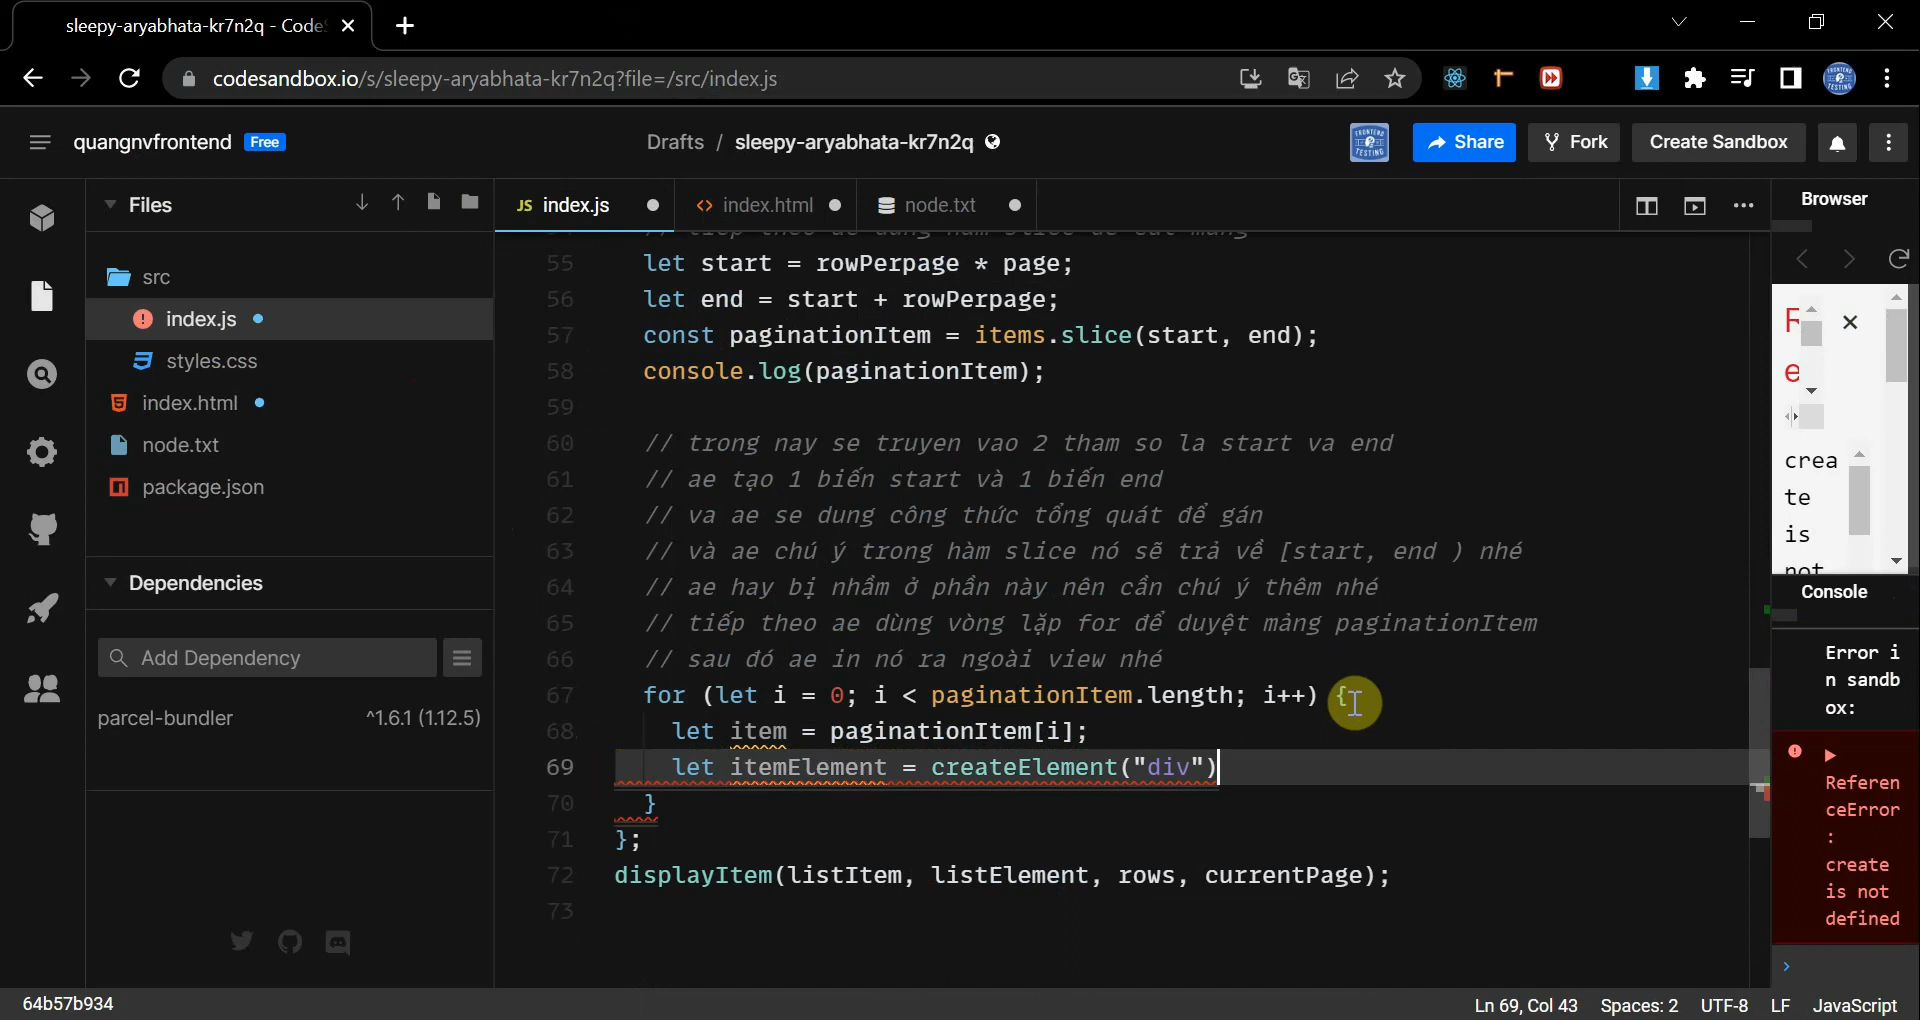 sleepy-aryabhata-kr7n2q - Code
codesandbox.io/s/sleepy-aryabhata-kr7n2q?file=/src/index.js
quangnvfrontend Free
Drafts / sleepy-aryabhata-kr7n2q
Share
Fork
Create Sandbox
Files
src
index.js
styles.css
index.html
node.txt
package.json
Dependencies
Add Dependency
parcel-bundler ^1.6.1 (1.12.5)
JS index.js
index.html
node.txt
55 let start = rowPerpage * page;
56 let end = start + rowPerpage;
57 const paginationItem = items.slice(start, end);
58 console.log(paginationItem);
59
60 // trong nay se truyen vao 2 tham so la start va end
61 // ae tạo 1 biến start và 1 biến end
62 // va ae se dung công thức tổng quát để gán
63 // và ae chú ý trong hàm slice nó sẽ trả về [start, end ) nhé
64 // ae hay bị nhầm ở phần này nên cần chú ý thêm nhé
65 // tiếp theo ae dùng vòng lặp for để duyệt mảng paginationItem
66 // sau đó ae in nó ra ngoài view nhé
67 for (let i = 0; i < paginationItem.length; i++) {
68 let item = paginationItem[i];
69 let itemElement = createElement("div")
70 }
71 };
72 displayItem(listItem, listElement, rows, currentPage);
73
Browser
crea
te
is
not
Console
Error i
n sandb
ox:
Referen
ceError
:
create
is not
defined
64b57b934
Ln 69, Col 43 Spaces: 2 UTF-8 LF JavaScript